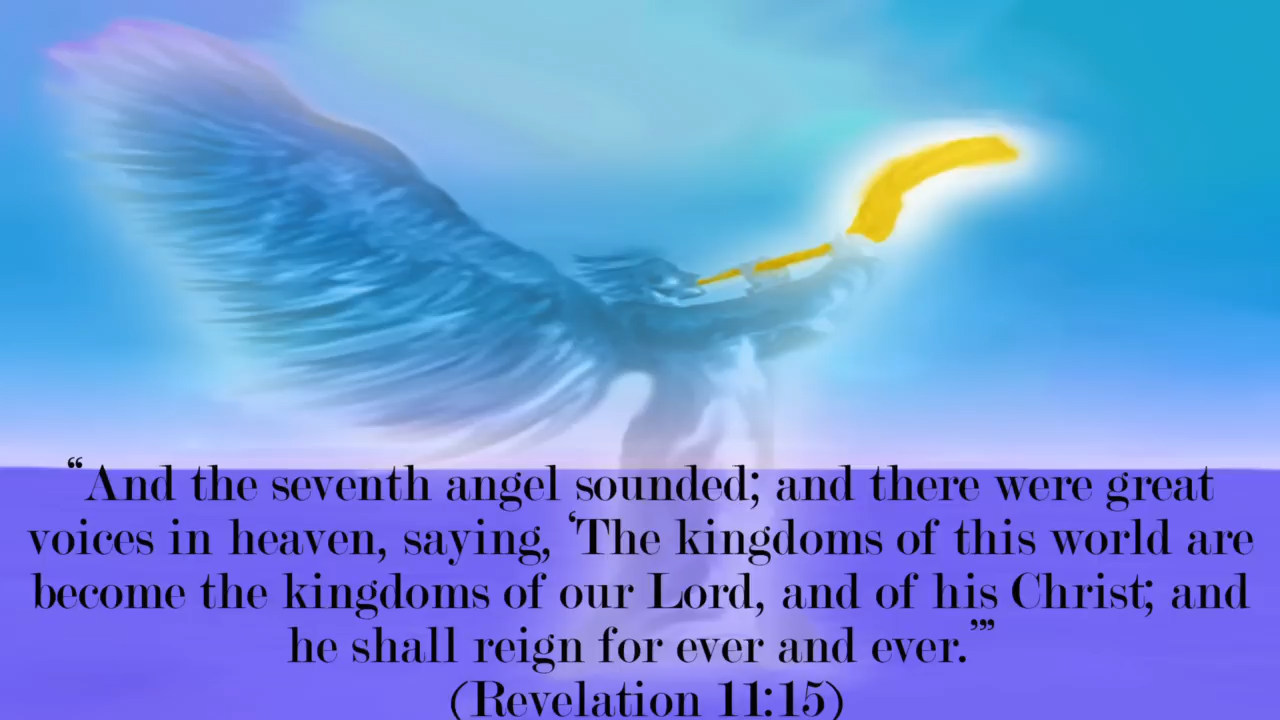 “And the seventh angel sounded; and there were great
voices in heaven, saying, ‘The kingdoms of this world are
become the kingdoms of our Lord, and of his Christ; and
he shall reign for ever and ever.’”
(Revelation 11:15)